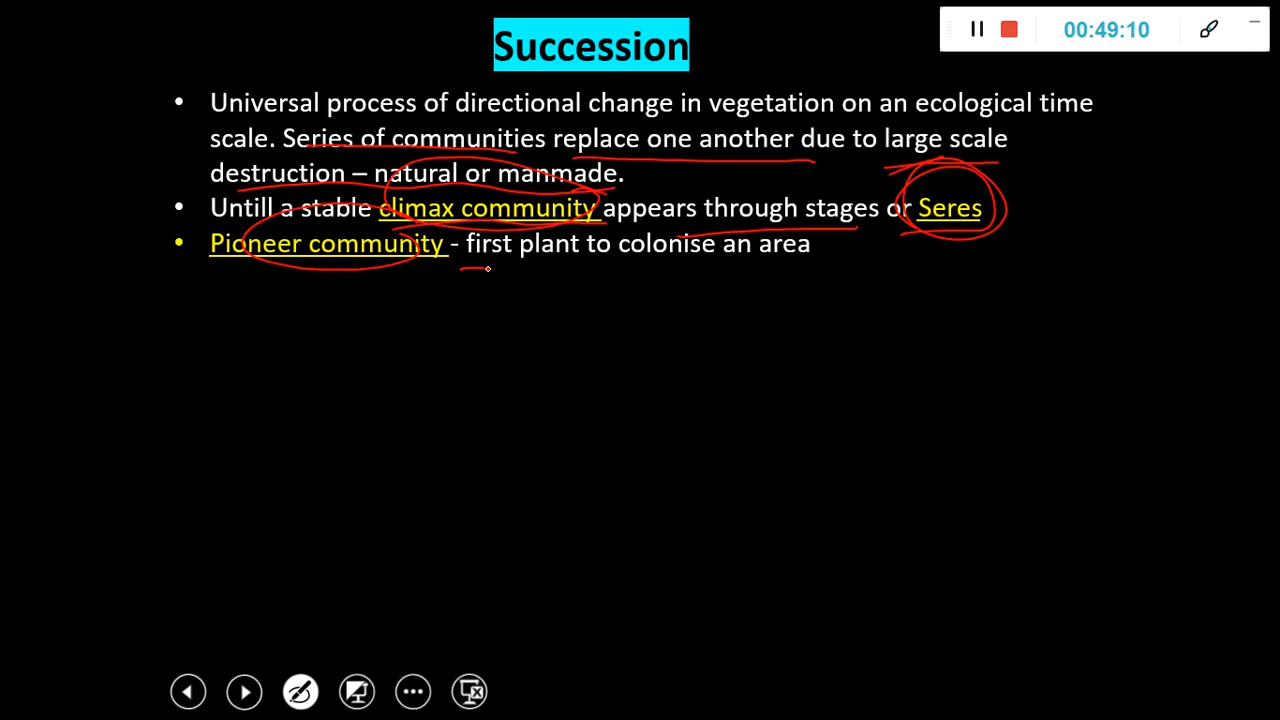 Succession
00:49:10
• Universal process of directional change in vegetation on an ecological time
scale. Series of communities replace one another due to large scale
destruction – natural or manmade.
• Untill a stable climax community appears through stages or Seres
• Pioneer community - first plant to colonise an area